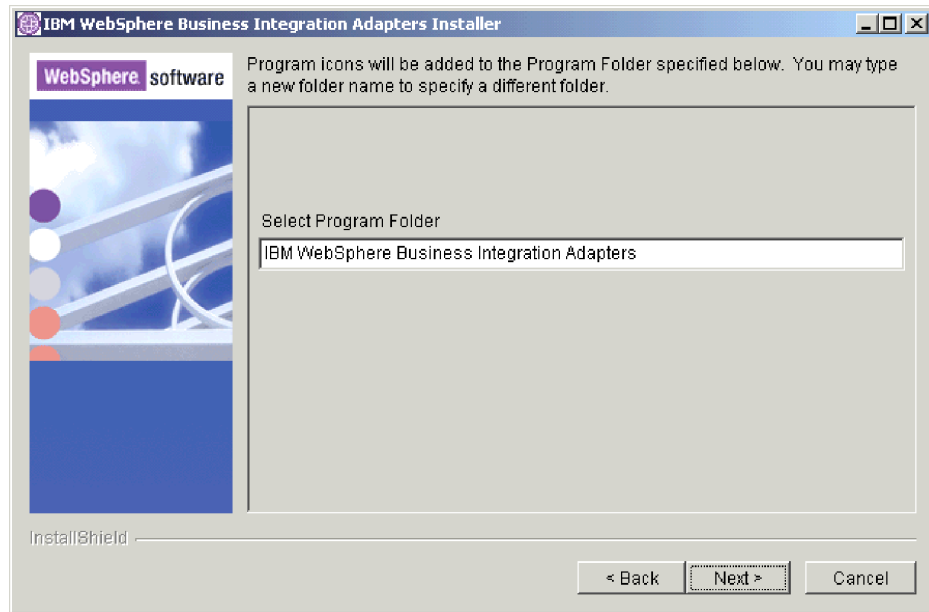 IBM WebSphere Business Integration Adapters Installer
WebSphere. software
Program icons will be added to the Program Folder specified below. You may type
a new folder name to specify a different folder.
Select Program Folder
IBM WebSphere Business Integration Adapters
InstallShield
< Back
Next >
Cancel